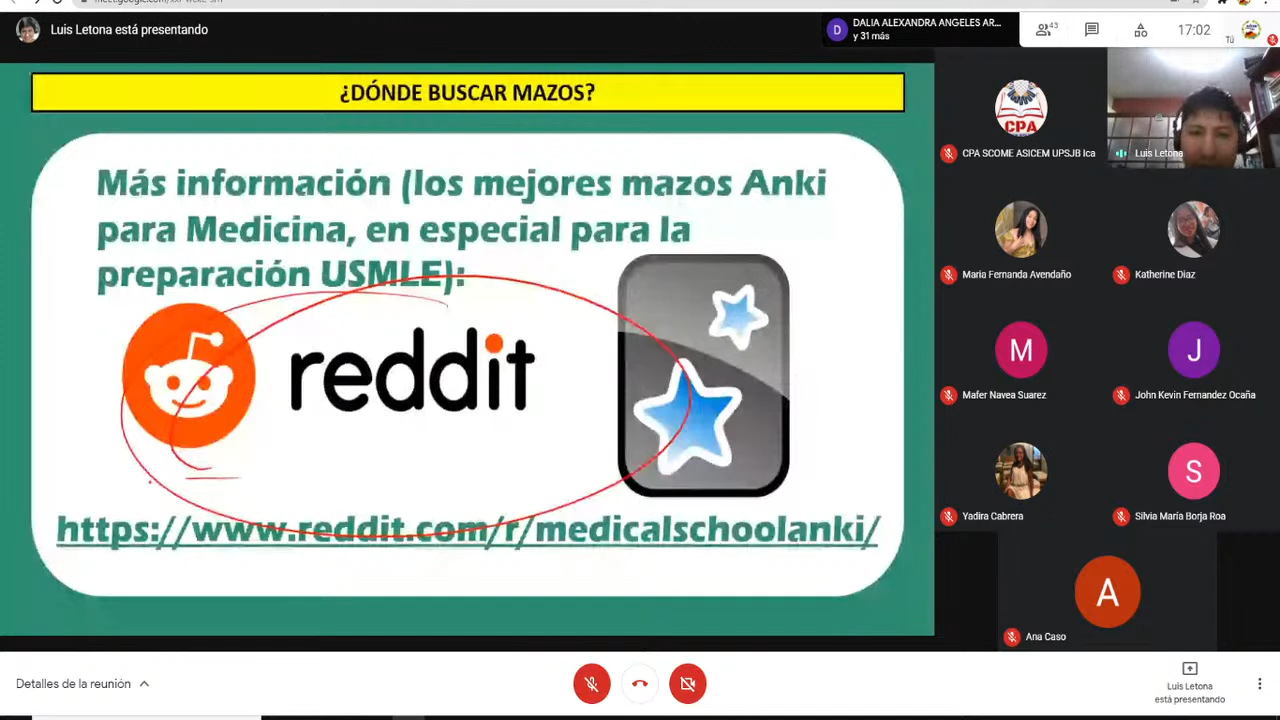 Luis Letona está presentando
DALIA ALEXANDRA ANGELES AR...
y 31 más
43
17:02
Tú
¿DÓNDE BUSCAR MAZOS?
Más información (los mejores mazos Anki
para Medicina, en especial para la
preparación USMLE):
reddit
https://www.reddit.com/r/medicalschoolanki/
CPA
CPA SCOME ASICEM UPSJB Ica
Luis Letona
Maria Fernanda Avendaño
Katherine Diaz
M
Mafer Navea Suarez
J
John Kevin Fernandez Ocaña
Yadira Cabrera
S
Silvia María Borja Roa
A
Ana Caso
Detalles de la reunión
Luis Letona
está presentando